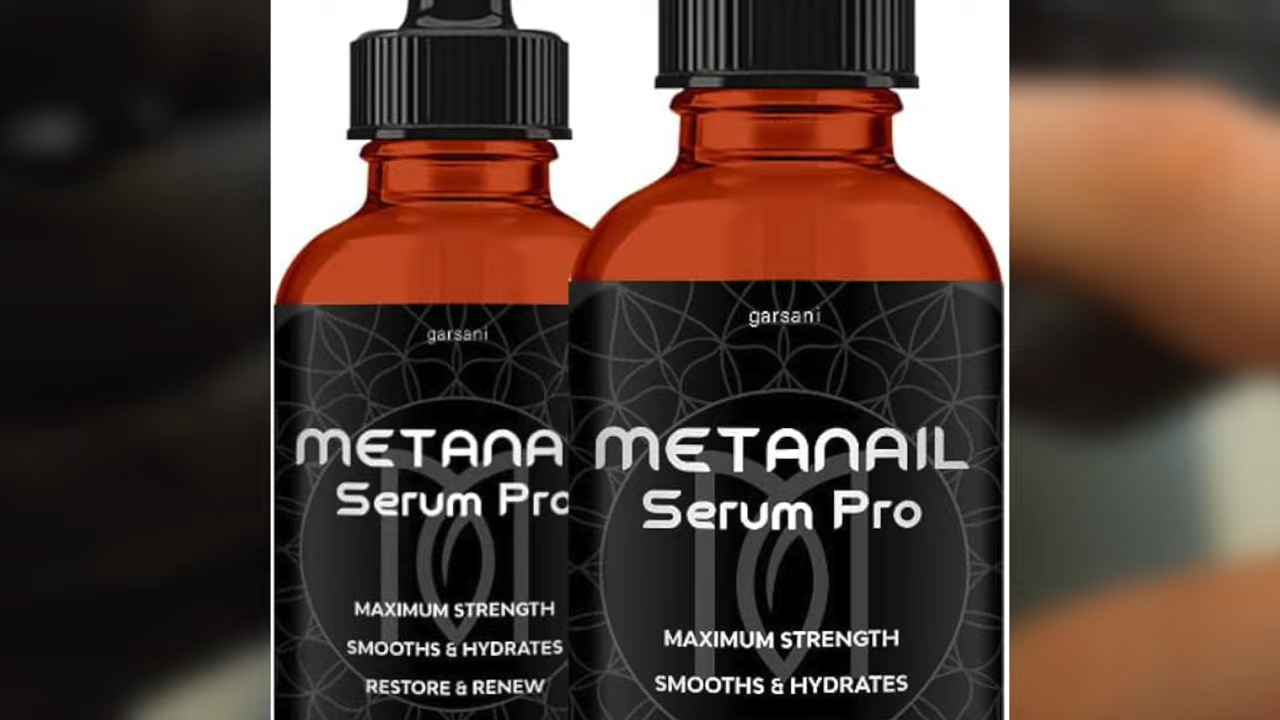 garsani
METANA
Serum Pro
MAXIMUM STRENGTH
SMOOTHS & HYDRATES
RESTORE & RENEW
garsani
METANAIL
Serum Pro
MAXIMUM STRENGTH
SMOOTHS & HYDRATES